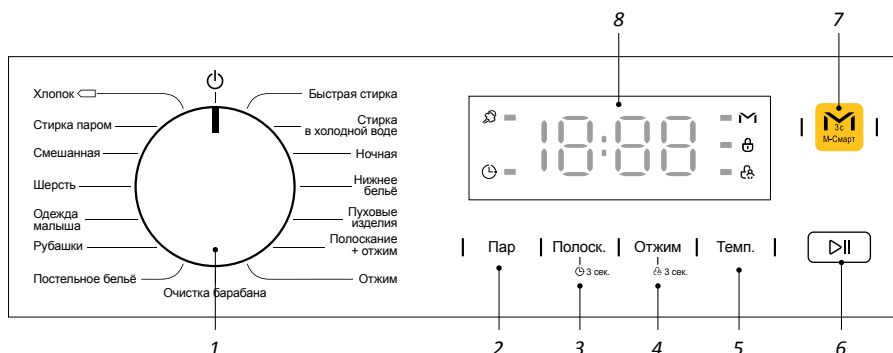 8
7
Хлопок
Стирка паром
Смешанная
Шерсть
Одежда
малыша
Рубашки
Постельное бельё
Очистка барабана
Быстрая стирка
Стирка
в холодной воде
Ночная
Нижнее
бельё
Пуховые
изделия
Полоскание
+ отжим
Отжим
18:88
3с
М-Смарт
Пар
Полоск.
3 сек.
Отжим
3 сек.
Темп.
1
2
3
4
5
6